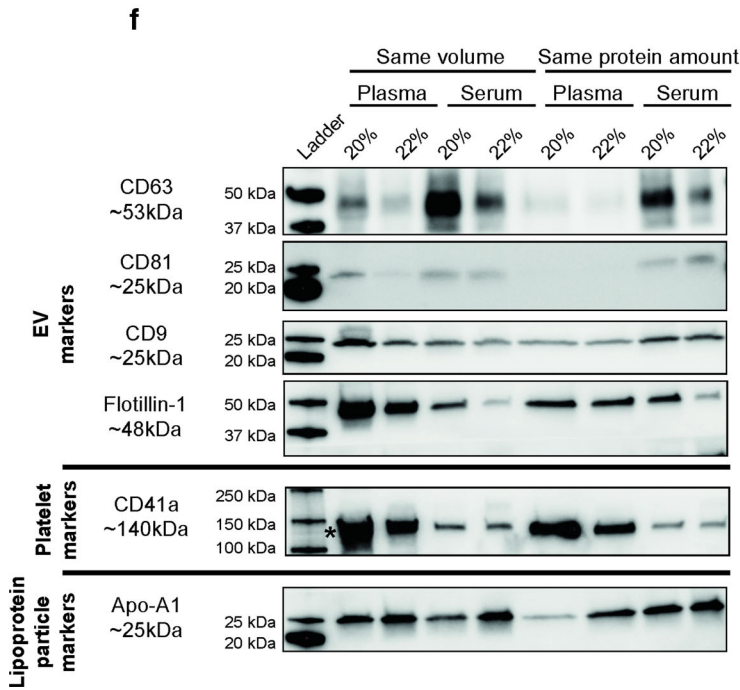 f
Same volume Same protein amount
Plasma Serum Plasma Serum
Ladder 20% 22% 20% 22% 20% 22% 20% 22%
EV
markers
CD63
~53kDa
50 kDa
37 kDa
CD81
~25kDa
25 kDa
20 kDa
CD9
~25kDa
25 kDa
20 kDa
Flotillin-1
~48kDa
50 kDa
37 kDa
Platelet
markers
CD41a
~140kDa
250 kDa
150 kDa
*
100 kDa
Lipoprotein
particle
markers
Apo-A1
~25kDa
25 kDa
20 kDa